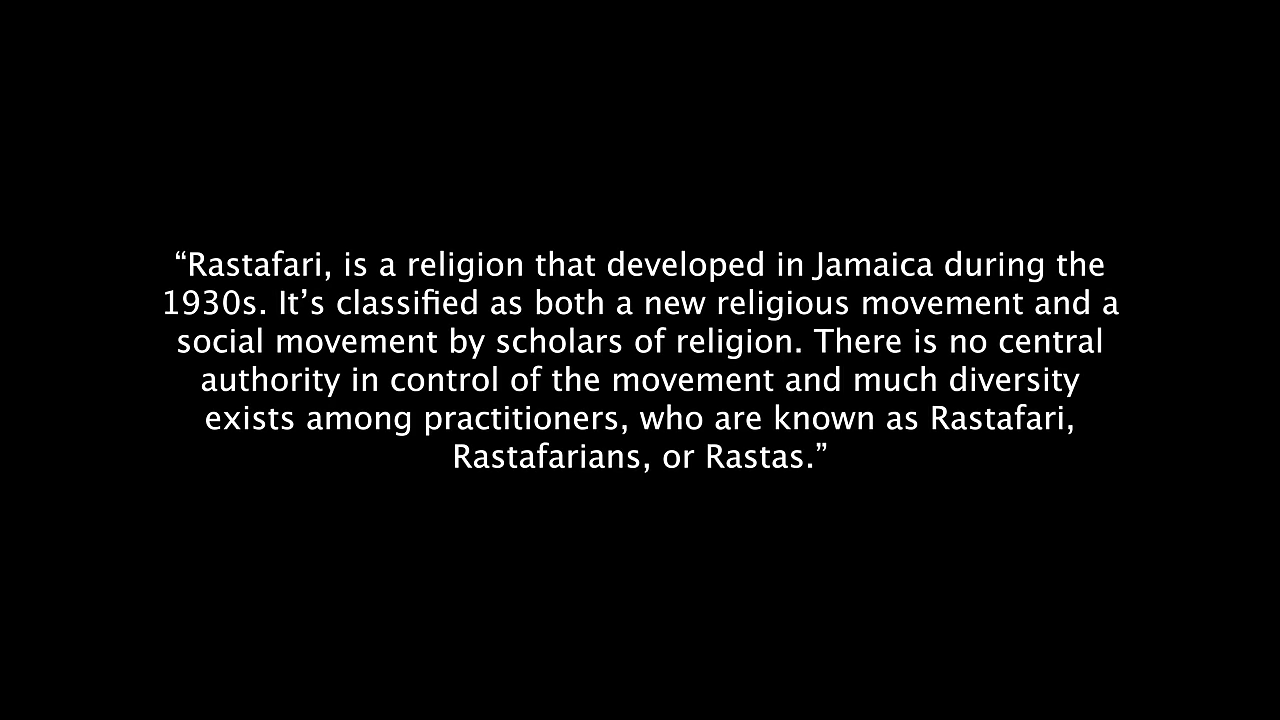 “Rastafari, is a religion that developed in Jamaica during the
1930s. It’s classified as both a new religious movement and a
social movement by scholars of religion. There is no central
authority in control of the movement and much diversity
exists among practitioners, who are known as Rastafari,
Rastafarians, or Rastas.”